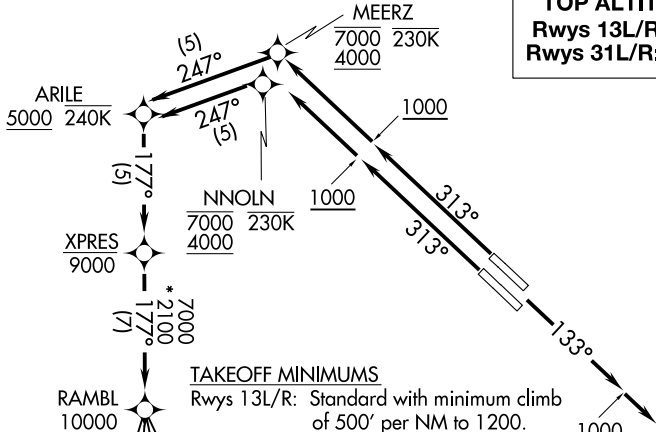 TOP ALTIT
Rwys 13L/R
Rwys 31L/R:
MEERZ
7000 230K
4000
(5)
247°
ARILE
5000 240K
247°
(5)
1000
NNOLN
7000 230K
4000
1000
313°
313°
177°
(5)
XPRES
9000
7000
*2100
177°
(7)
133°
RAMBL
10000
TAKEOFF MINIMUMS
Rwys 13L/R: Standard with minimum climb
of 500' per NM to 1200.
1000